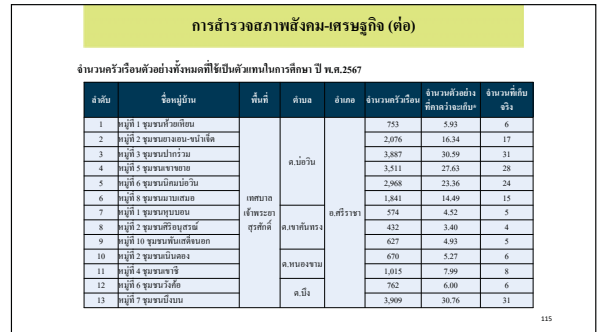 การสำรวจสภาพสังคม-เศรษฐกิจ (ต่อ)
จำนวนครัวเรือนตัวอย่างทั้งหมดที่ใช้เป็นตัวแทนในการศึกษา ปี พ.ศ.2567
ลำดับ ชื่อหมู่บ้าน พื้นที่ ตำบล อำเภอ จำนวนครัวเรือน จำนวนตัวอย่างที่คาดว่าจะเก็บ* จำนวนที่เก็บจริง
1 หมู่ที่ 1 ชุมชนห้วยเหียน 753 5.93 6
2 หมู่ที่ 2 ชุมชนยางเอน-ขนำเจ็ด 2,076 16.34 17
3 หมู่ที่ 3 ชุมชนปากร่วม 3,887 30.59 31
4 หมู่ที่ 5 ชุมชนเขาขยาย ต.บ่อวิน 3,511 27.63 28
5 หมู่ที่ 6 ชุมชนนิคมบ่อวิน 2,968 23.36 24
6 หมู่ที่ 8 ชุมชนมาบเสมอ เทศบาล 1,841 14.49 15
7 หมู่ที่ 1 ชุมชนหุบบอน เจ้าพระยา อ.ศรีราชา 574 4.52 5
8 หมู่ที่ 2 ชุมชนศิริอนุสรณ์ สุรศักดิ์ ต.เขาคันทรง 432 3.40 4
9 หมู่ที่ 10 ชุมชนพันเสด็จนอก 627 4.93 5
10 หมู่ที่ 2 ชุมชนเนินตอง ต.หนองขาม 670 5.27 6
11 หมู่ที่ 4 ชุมชนเขาชี 1,015 7.99 8
12 หมู่ที่ 6 ชุมชนวังค้อ ต.บึง 762 6.00 6
13 หมู่ที่ 7 ชุมชนบึงบน 3,909 30.76 31
115